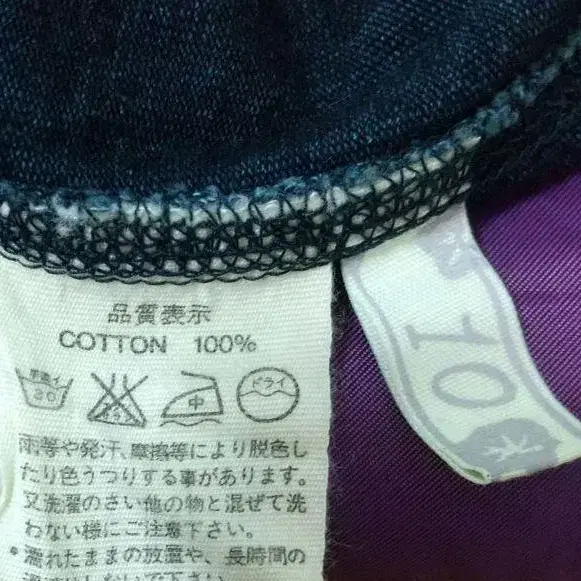 品質表示
COTTON 100%
30
中
ドライ
雨等や発汗、摩擦等により脱色し
たり色うつりする事があります。
又洗濯のさい他の物と混ぜて洗
わない様にご注意下さい。
・濡れたままの放置や、長時間の
10